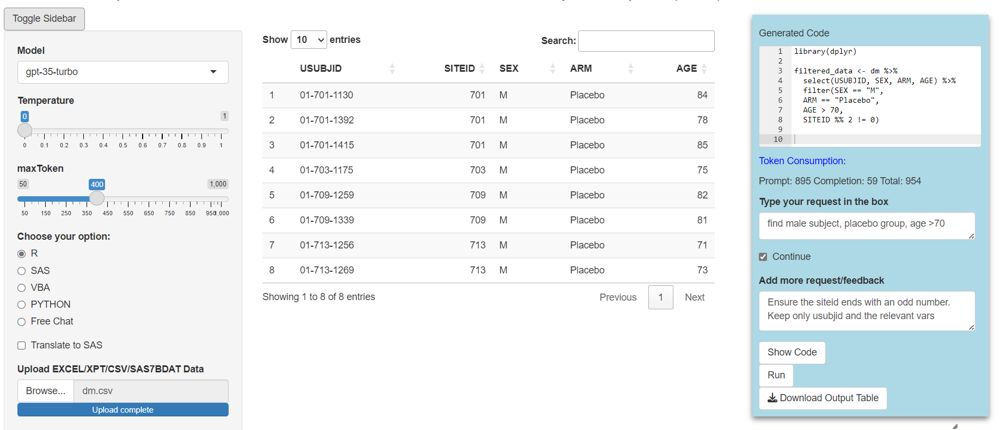 Toggle Sidebar
Model
gpt-35-turbo
Temperature
0 1
0 0.1 0.2 0.3 0.4 0.5 0.6 0.7 0.8 0.9 1
maxToken
50 400 1,000
50 150 250 350 450 550 650 750 850 950 1,000
Choose your option:
R
SAS
VBA
PYTHON
Free Chat
Translate to SAS
Upload EXCEL/XPT/CSV/SAS7BDAT Data
Browse... dm.csv
Upload complete
Show 10 entries
Search:
USUBJID SITEID SEX ARM AGE
1 01-701-1130 701 M Placebo 84
2 01-701-1392 701 M Placebo 78
3 01-701-1415 701 M Placebo 85
4 01-703-1175 703 M Placebo 75
5 01-709-1259 709 M Placebo 82
6 01-709-1339 709 M Placebo 81
7 01-713-1256 713 M Placebo 71
8 01-713-1269 713 M Placebo 73
Showing 1 to 8 of 8 entries
Previous 1 Next
Generated Code
1 library(dplyr)
2
3 filtered_data <- dm %>%
4 select(USUBJID, SEX, ARM, AGE) %>%
5 filter(SEX == "M",
6 ARM == "Placebo",
7 AGE > 70,
8 SITEID %% 2 != 0)
9
10
Token Consumption:
Prompt: 895 Completion: 59 Total: 954
Type your request in the box
find male subject, placebo group, age >70
Continue
Add more request/feedback
Ensure the siteid ends with an odd number.
Keep only usubjid and the relevant vars
Show Code
Run
Download Output Table